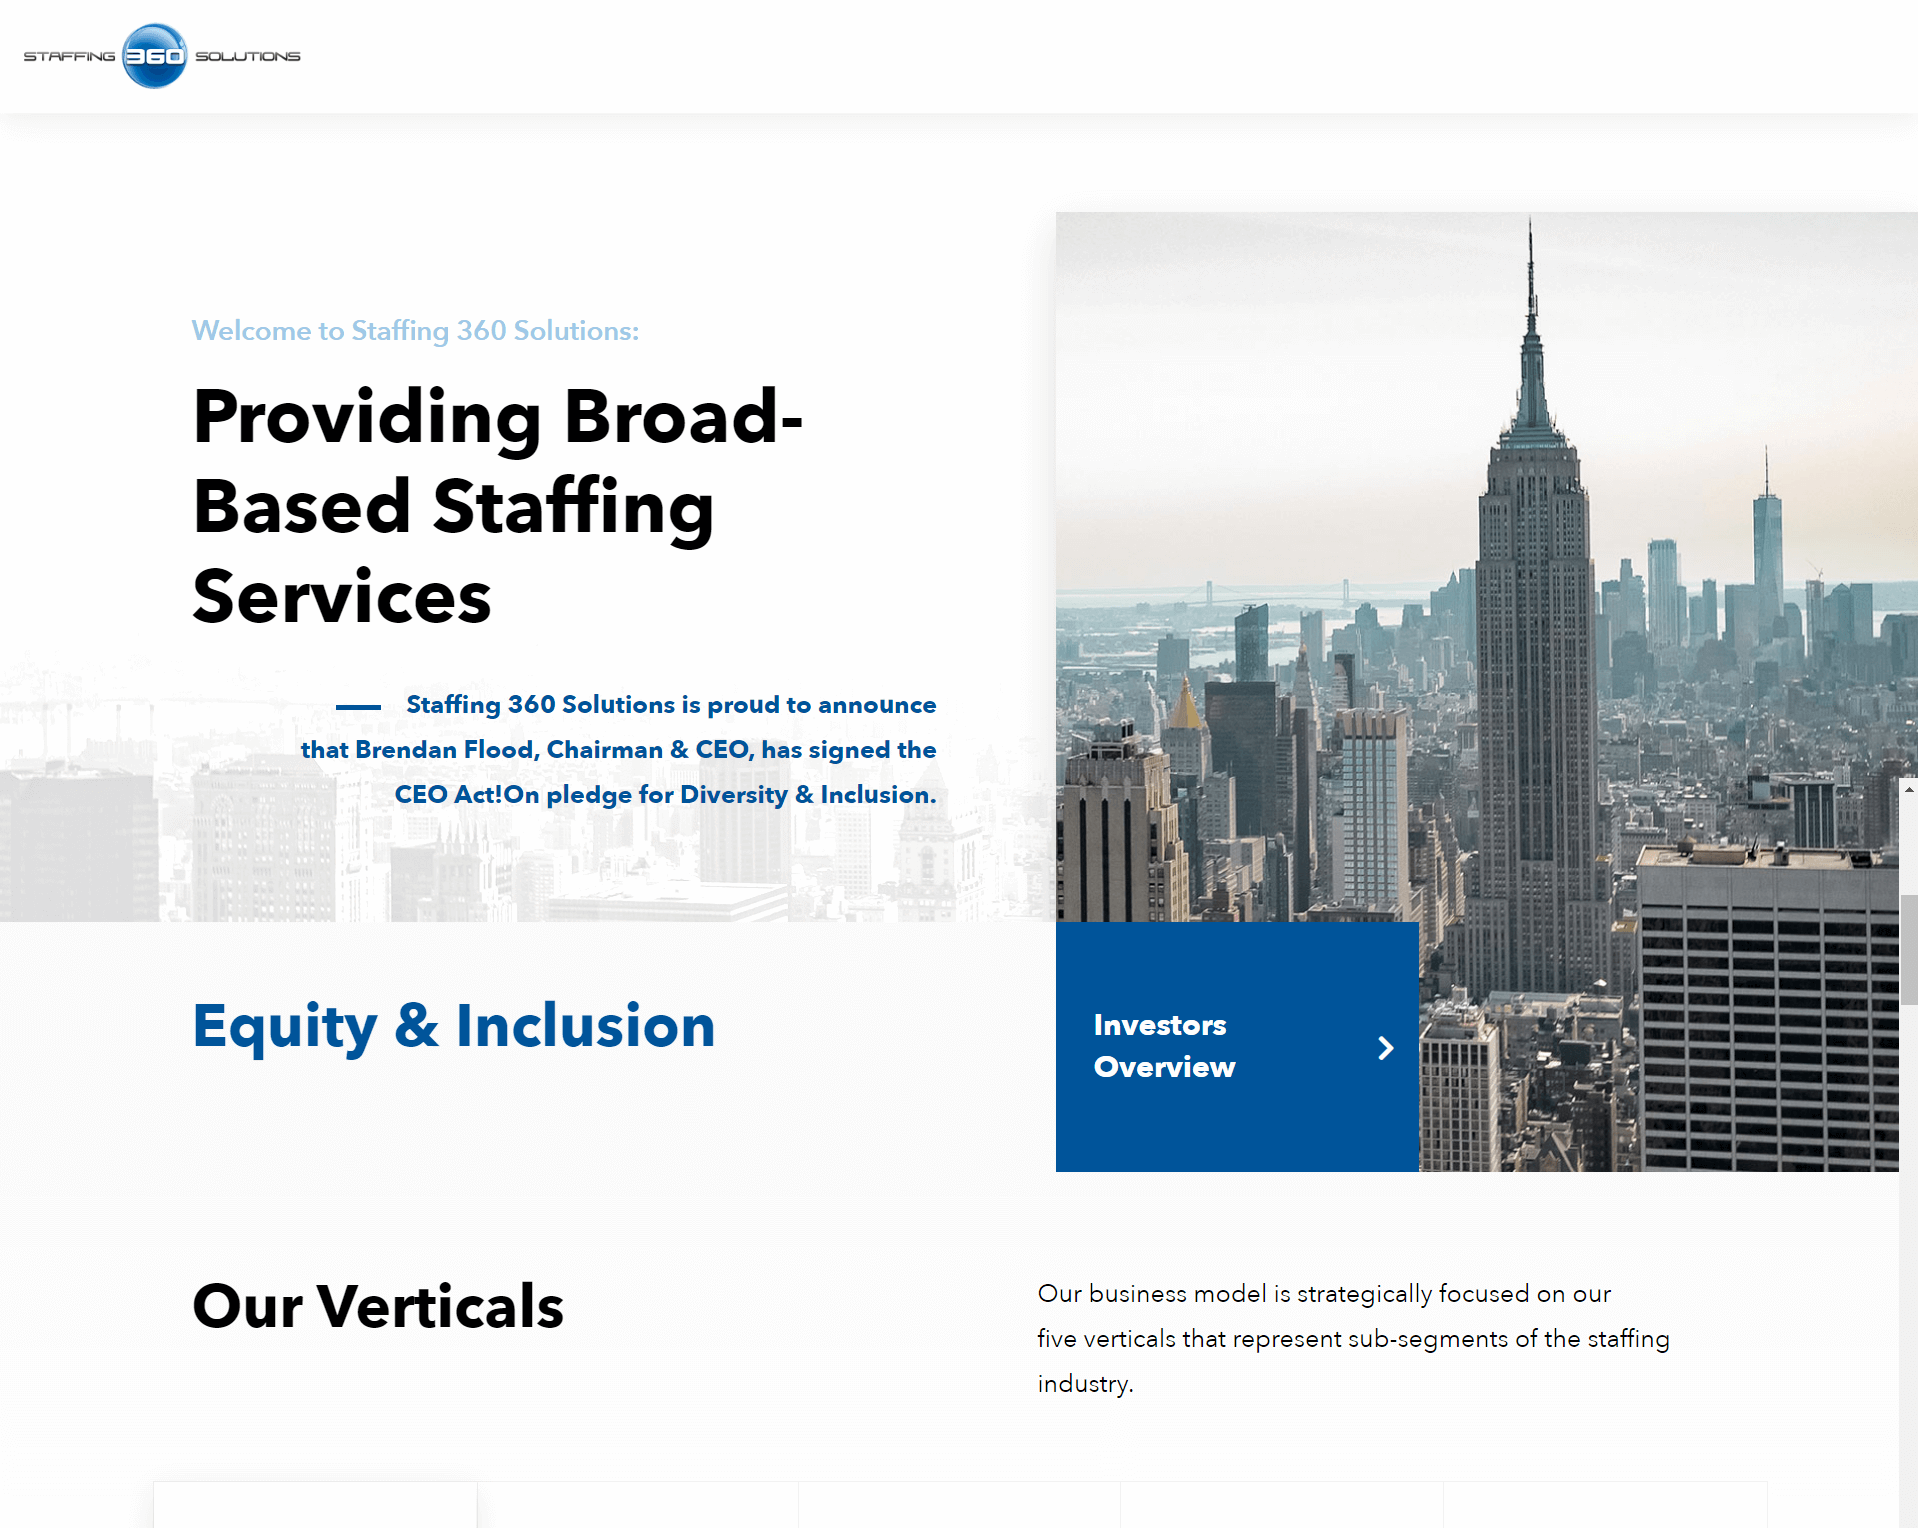 STAFFING 360 SOLUTIONS
Welcome to Staffing 360 Solutions:
Providing Broad-
Based Staffing
Services
Staffing 360 Solutions is proud to announce
that Brendan Flood, Chairman & CEO, has signed the
CEO Act!On pledge for Diversity & Inclusion.
Equity & Inclusion
Investors
Overview
Our Verticals
Our business model is strategically focused on our
five verticals that represent sub-segments of the staffing
industry.